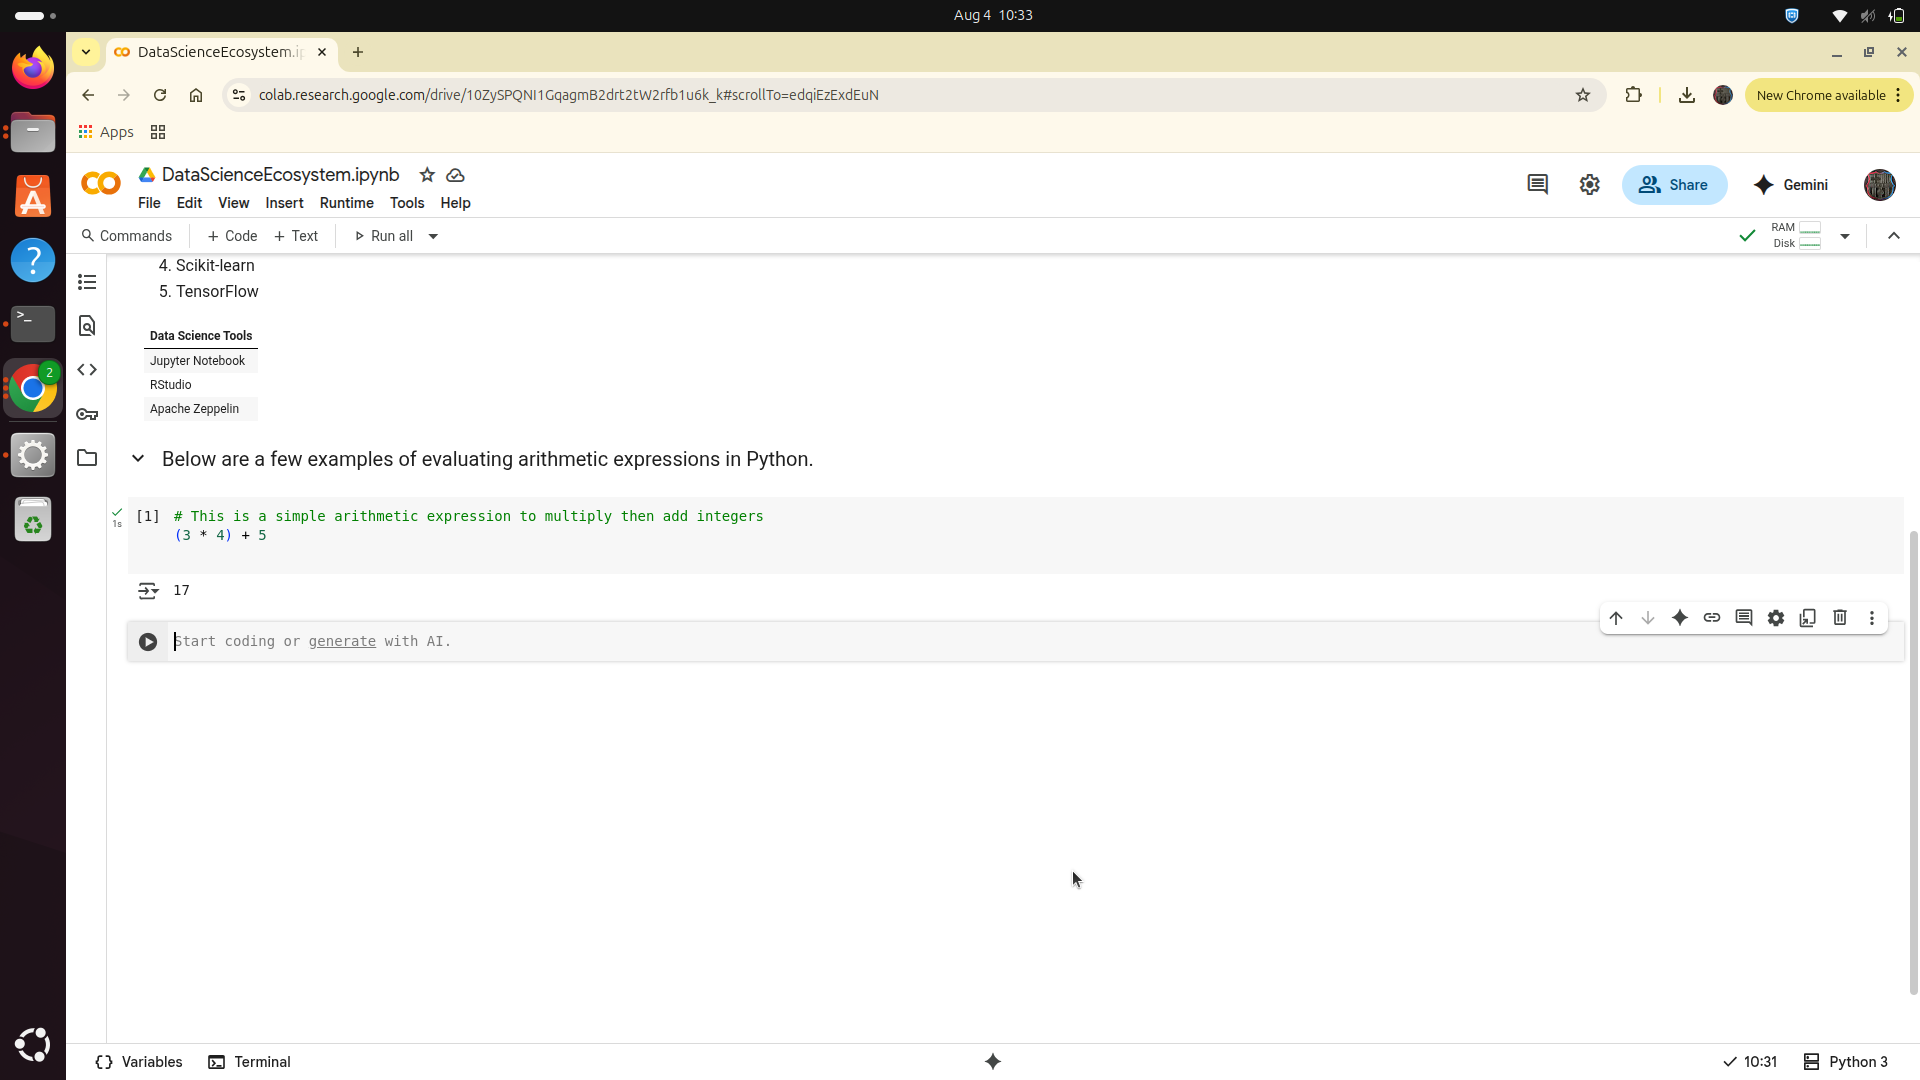 Aug 4 10:33
DataScienceEcosystem.i
colab.research.google.com/drive/10ZySPQNI1GqagmB2drt2tW2rfb1u6k_k#scrollTo=edqiEzExdEuN
New Chrome available
Apps
DataScienceEcosystem.ipynb
Share
Gemini
File Edit View Insert Runtime Tools Help
Commands + Code + Text Run all
RAM
Disk
4. Scikit-learn
5. TensorFlow
Data Science Tools
Jupyter Notebook
RStudio
Apache Zeppelin
2
Below are a few examples of evaluating arithmetic expressions in Python.
[1] # This is a simple arithmetic expression to multiply then add integers
1s
(3 * 4) + 5
17
Start coding or generate with AI.
Variables Terminal 10:31 Python 3